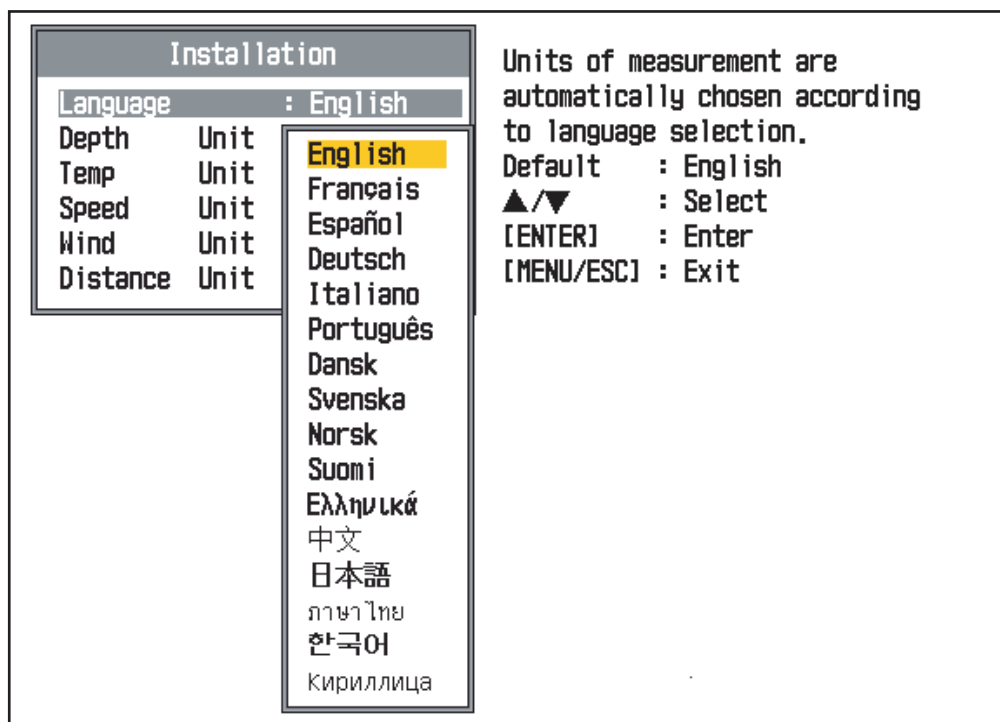 Installation
Language : English
Depth Unit
Temp Unit
Speed Unit
Wind Unit
Distance Unit
English
Français
Español
Deutsch
Italiano
Português
Dansk
Svenska
Norsk
Suomi
Ελληνικά
中文
日本語
ภาษาไทย
한국어
Кириллица
Units of measurement are
automatically chosen according
to language selection.
Default : English
▲/▼ : Select
[ENTER] : Enter
[MENU/ESC] : Exit